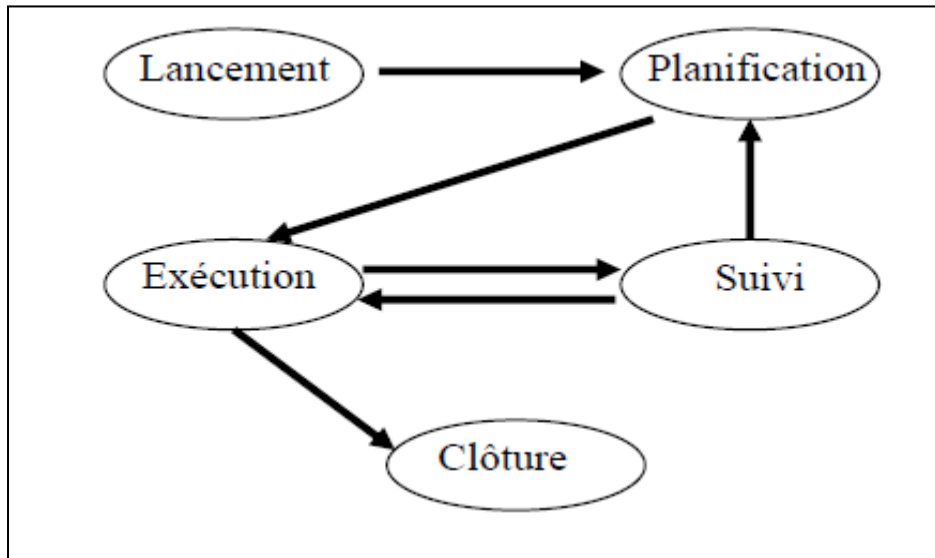 Lancement
Planification
Exécution
Suivi
Clôture